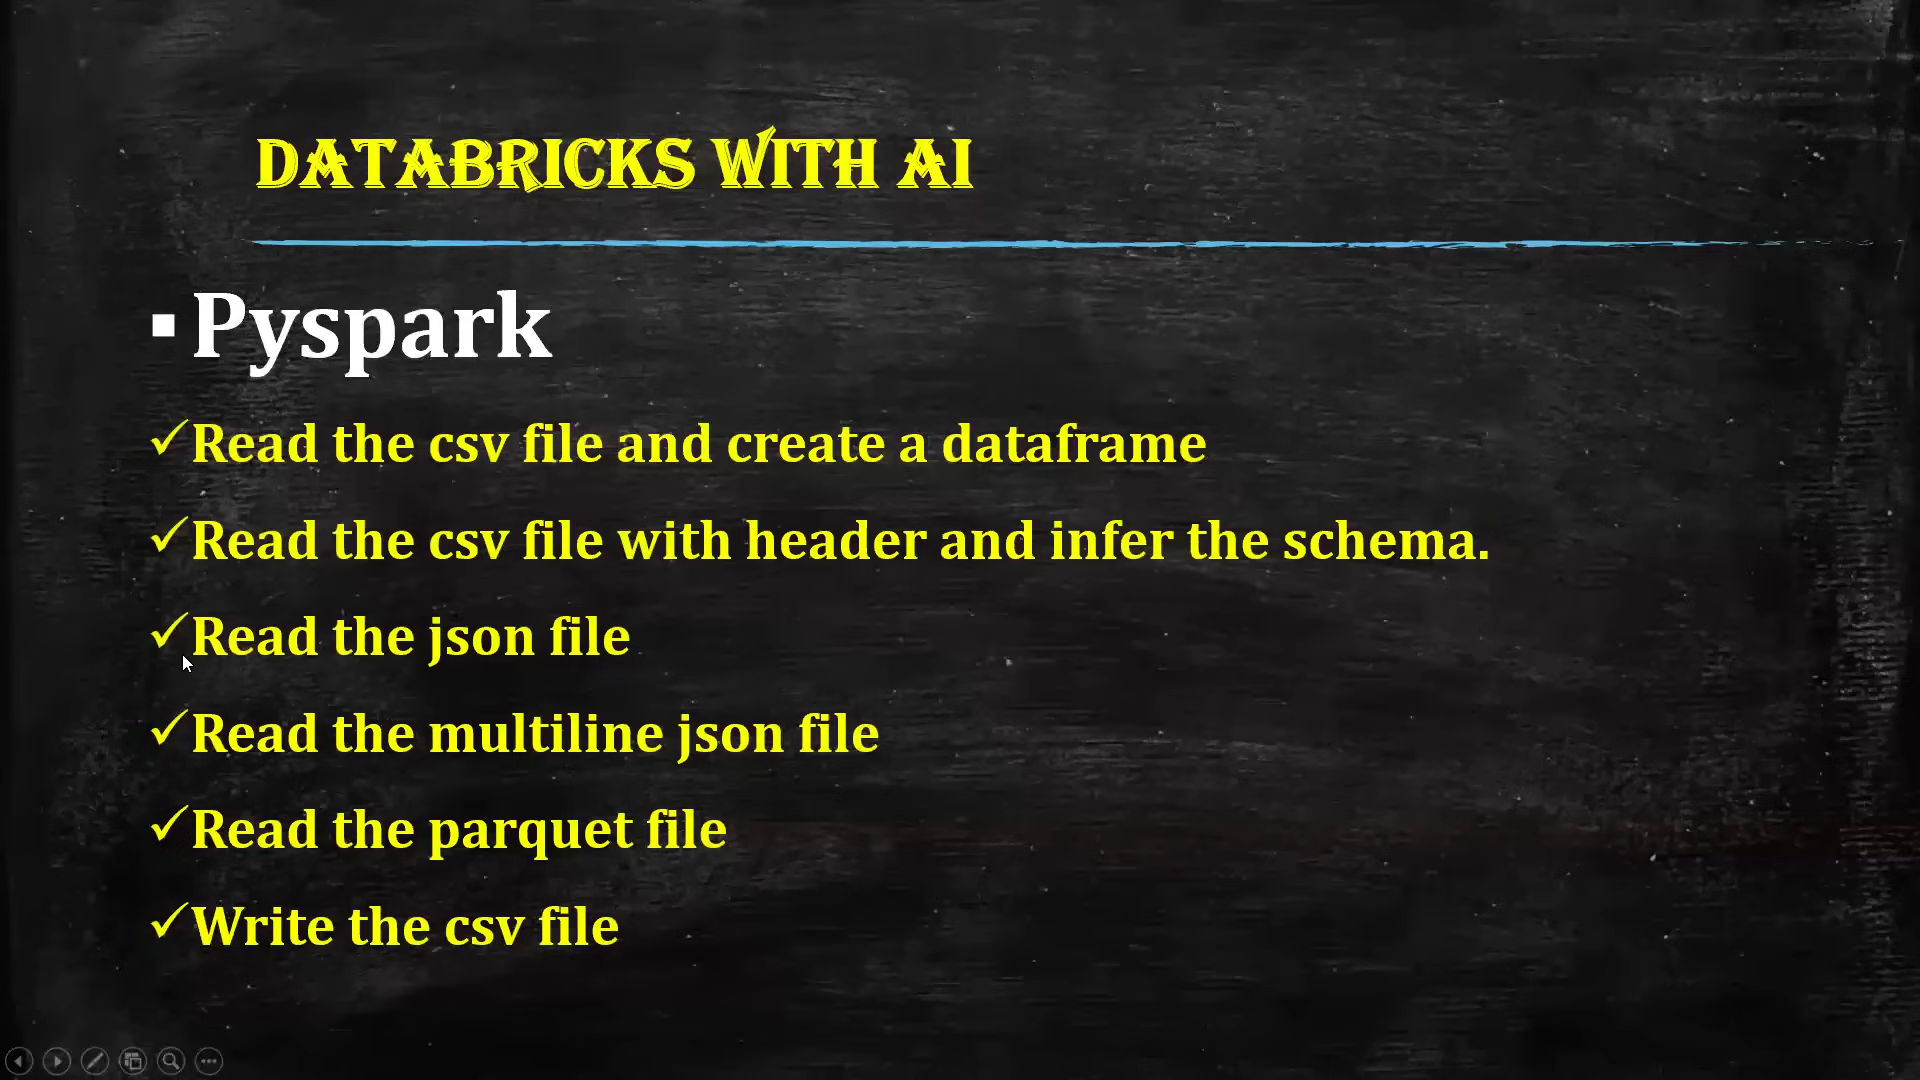 DATABRICKS WITH AI
▪ Pyspark
✓ Read the csv file and create a dataframe
✓ Read the csv file with header and infer the schema.
✓ Read the json file
✓ Read the multiline json file
✓ Read the parquet file
✓ Write the csv file